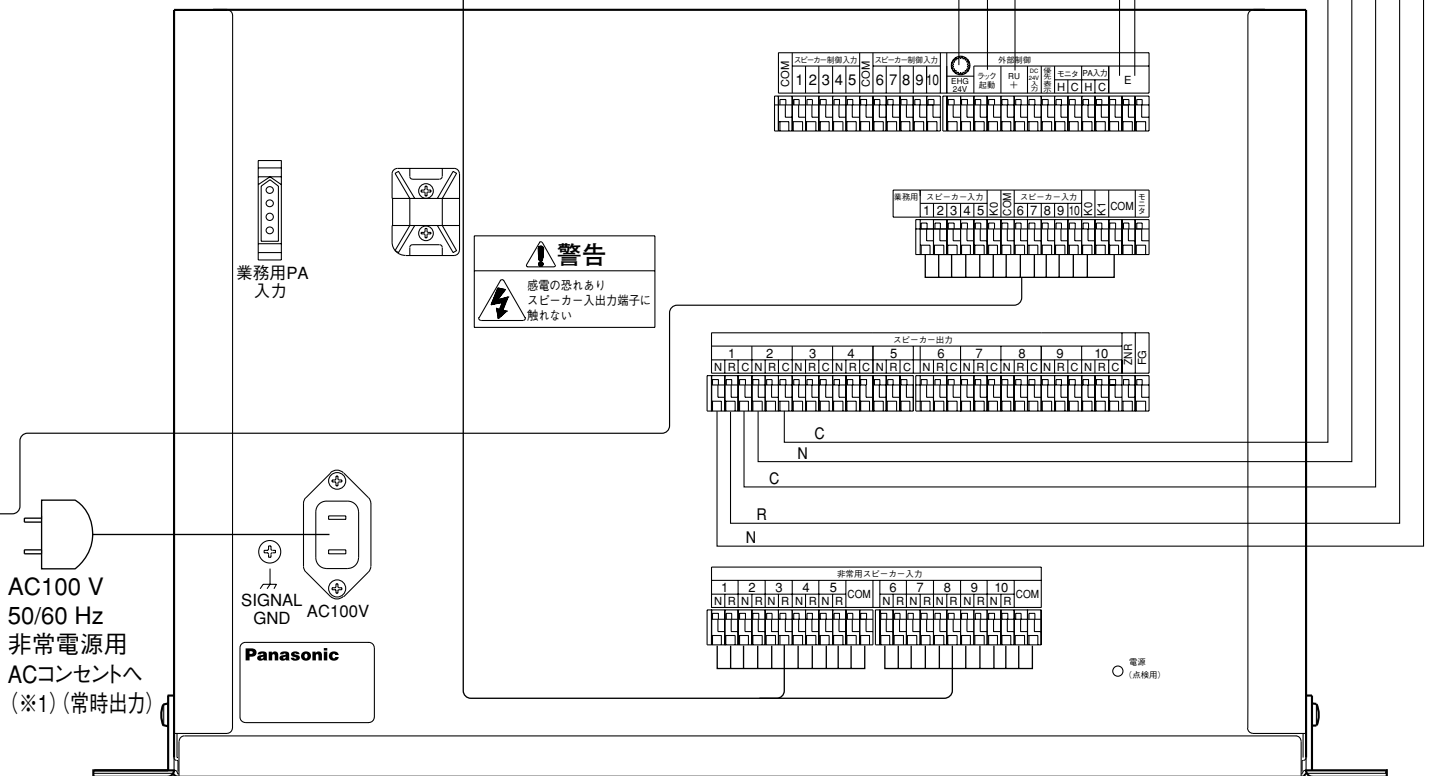 スピーカー制御入力 スピーカー制御入力 外部制御
COM 1 2 3 4 5 COM 6 7 8 9 10 EHG 24V ラック起動 RU + DC 24V 入力 優先表示 モニタ H C PA入力 H C E
業務用 スピーカー入力 スピーカー入力
1 2 3 4 5 K0 COM 6 7 8 9 10 K0 K1 COM モニタ
業務用PA
入力
警告
感電の恐れあり
スピーカー入出力端子に
触れない
スピーカー出力
1 2 3 4 5 6 7 8 9 10 ZNR FG
N R C N R C N R C N R C N R C N R C N R C N R C N R C N R C
C
N
C
R
N
AC100 V
50/60 Hz
非常電源用
ACコンセントへ
(※1)(常時出力)
SIGNAL
GND
AC100V
Panasonic
非常用スピーカー入力
1 2 3 4 5 COM 6 7 8 9 10 COM
N R N R N R N R N R N R N R N R N R N R
電源
(点検用)